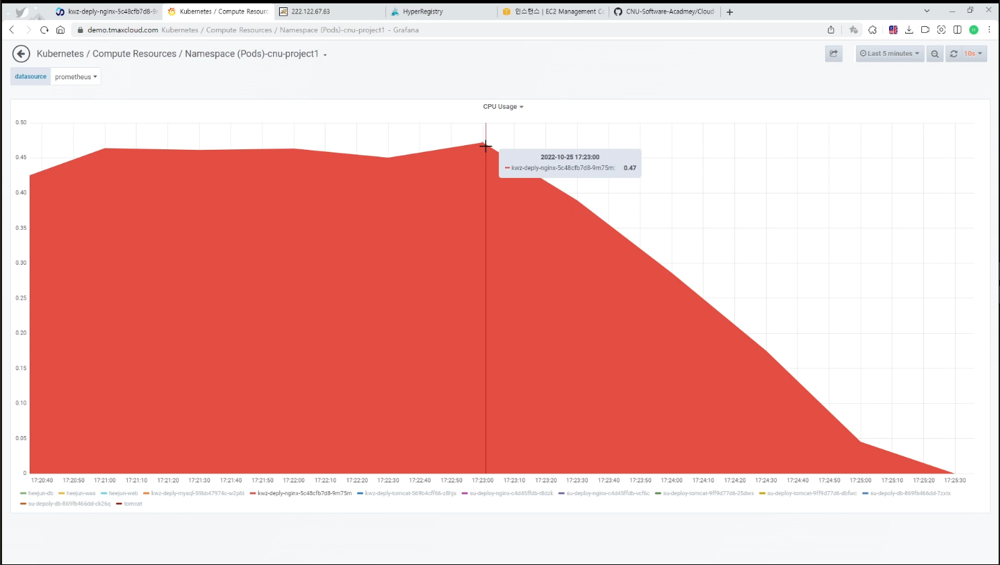 kwz-deply-nginx-5c48cfb7d8-9
Kubernetes / Compute Resourc
222.122.67.63
HyperRegistry
인스턴스 | EC2 Management Co
CNU-Software-Acadmey/Cloud
demo.tmaxcloud.com Kubernetes / Compute Resources / Namespace (Pods)-cnu-project1 - Grafana
Kubernetes / Compute Resources / Namespace (Pods)-cnu-project1
Last 5 minutes
10s
datasource prometheus
CPU Usage
0.50
0.45
0.40
0.35
0.30
0.25
0.20
0.15
0.10
0.05
0
2022-10-25 17:23:00
kwz-deply-nginx-5c48cfb7d8-9m75m: 0.47
17:20:40 17:20:50 17:21:00 17:21:10 17:21:20 17:21:30 17:21:40 17:21:50 17:22:00 17:22:10 17:22:20 17:22:30 17:22:40 17:22:50 17:23:00 17:23:10 17:23:20 17:23:30 17:23:40 17:23:50 17:24:00 17:24:10 17:24:20 17:24:30 17:24:40 17:24:50 17:25:00 17:25:10 17:25:20 17:25:30
heejun-db heejun-was heejun-web kwz-deply-mysql-59bb47974c-w2p6t kwz-deply-nginx-5c48cfb7d8-9m75m kwz-deply-tomcat-569b4cff66-z8hjs su-deploy-nginx-c4d45ffdb-t8dzk su-deploy-nginx-c4d45ffdb-vcf6c su-deploy-tomcat-9ff9d77d6-25dwx su-deploy-tomcat-9ff9d77d6-dbfwc su-depoly-db-869fb466dd-7zxtx
su-depoly-db-869fb466dd-ck26q tomcat